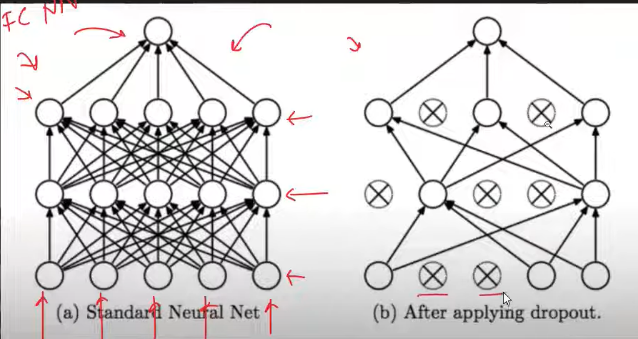 FC NN
(a) Standard Neural Net
(b) After applying dropout.